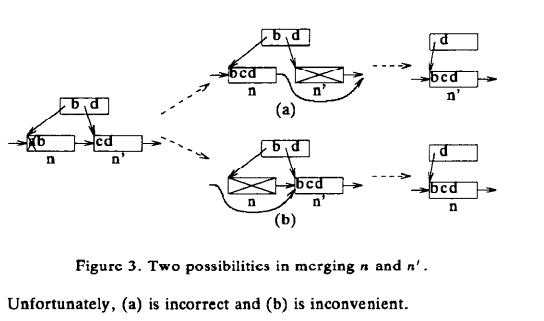 b d
d
bcd
n
n'
bcd
n'
(a)
b d
b
cd
n
n'
b d
d
bcd
n
n'
bcd
n
(b)
Figure 3. Two possibilities in merging n and n'.
Unfortunately, (a) is incorrect and (b) is inconvenient.